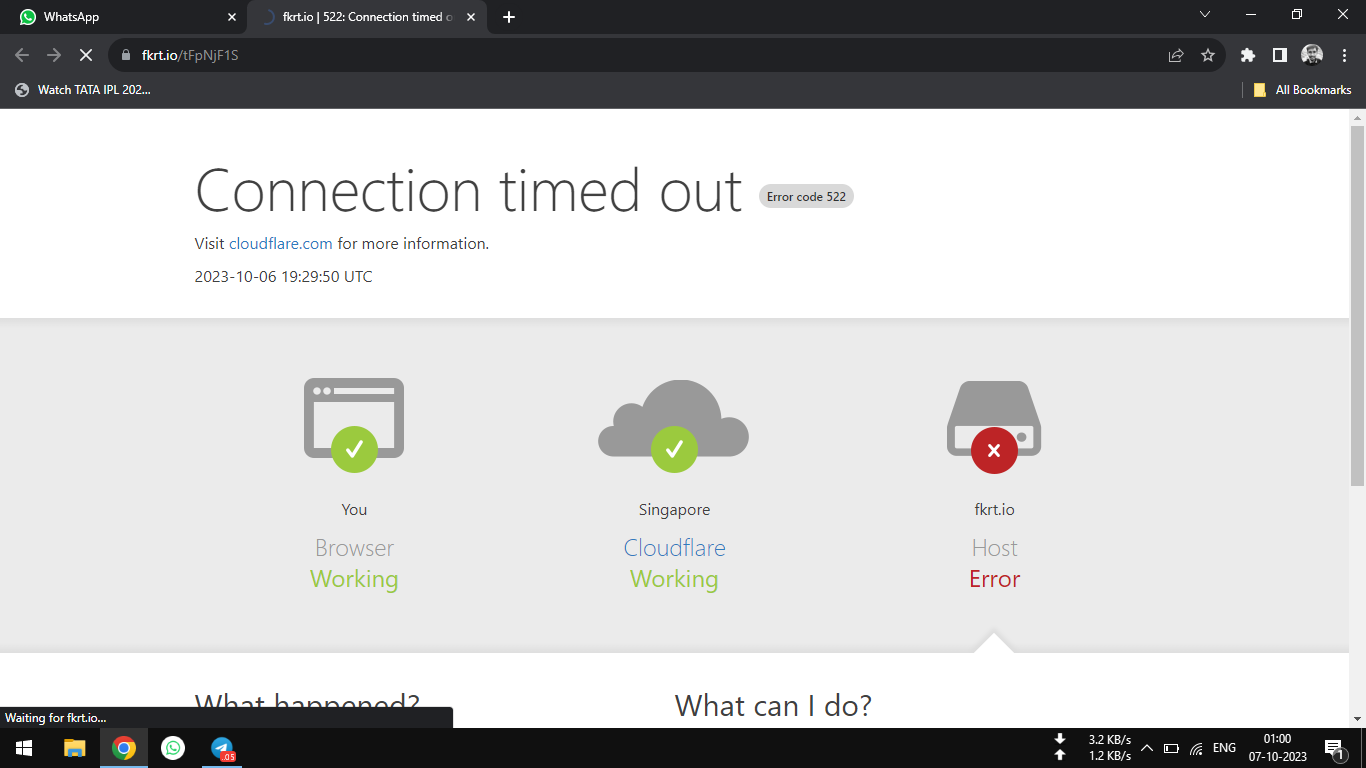 WhatsApp
fkrt.io | 522: Connection timed o
fkrt.io/tFpNjF1S
Watch TATA IPL 202...
All Bookmarks
Connection timed out Error code 522
Visit cloudflare.com for more information.
2023-10-06 19:29:50 UTC
You
Browser
Working
Singapore
Cloudflare
Working
fkrt.io
Host
Error
What happened?
What can I do?
Waiting for fkrt.io...
.05
3.2 KB/s
1.2 KB/s
ENG
01:00
07-10-2023
1